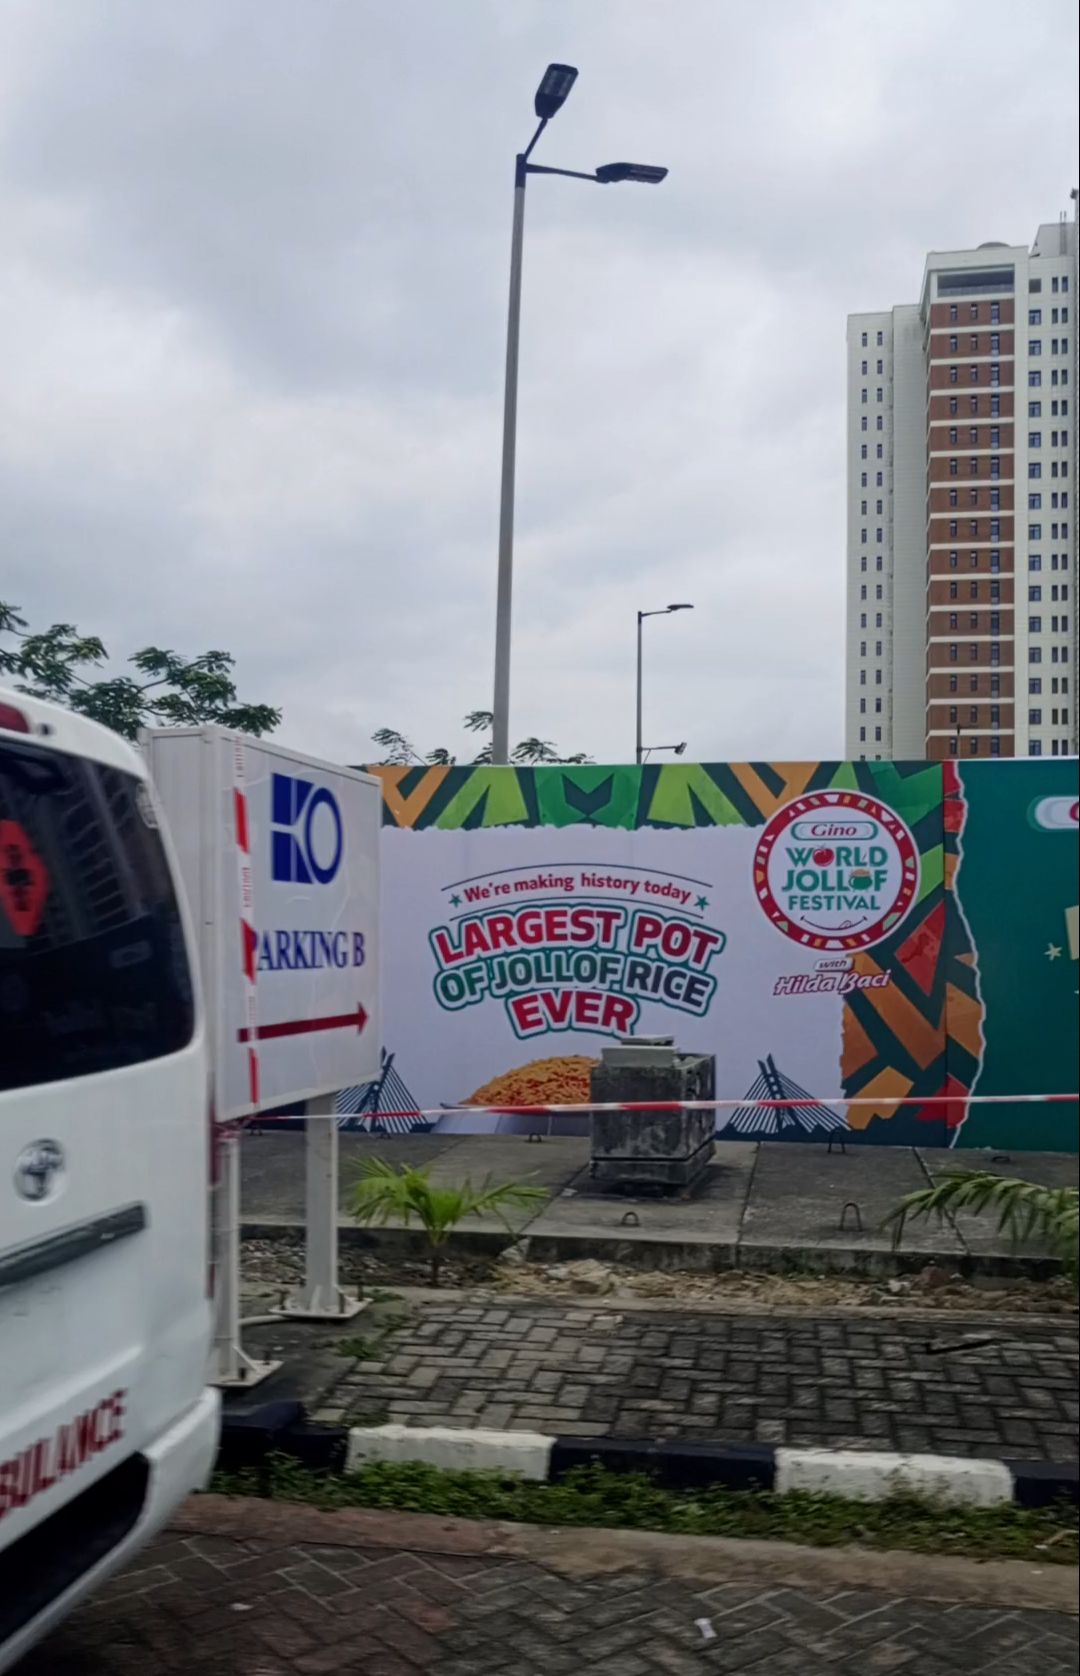 KO
PARKING B
We're making history today
LARGEST POT
OF JOLLOF RICE
EVER
Gino
WORLD
JOLLOF
FESTIVAL
with
Hilda Baci
BULANCE